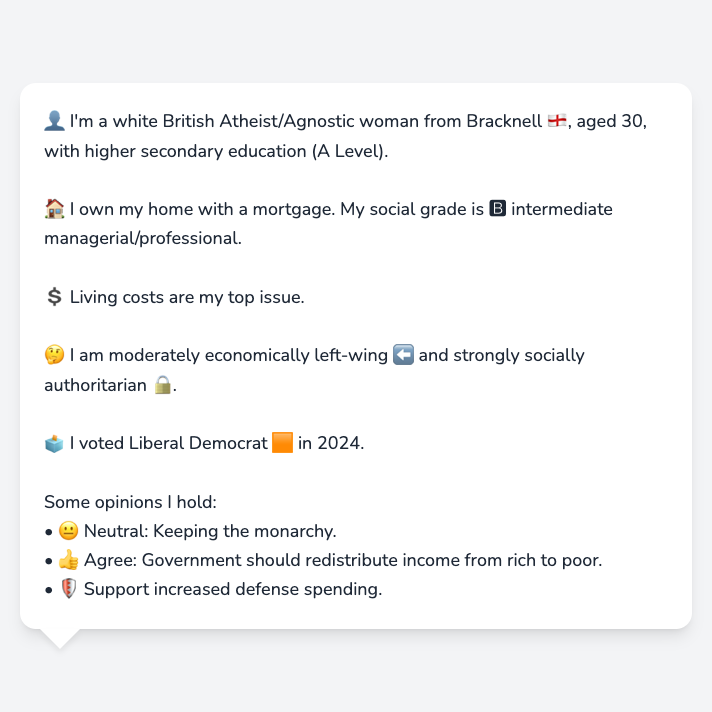 👤 I'm a white British Atheist/Agnostic woman from Bracknell 🏴󠁧󠁢󠁥󠁮󠁧󠁿, aged 30,
with higher secondary education (A Level).
🏠 I own my home with a mortgage. My social grade is 🅱 intermediate
managerial/professional.
💲 Living costs are my top issue.
🤔 I am moderately economically left-wing ⬅️ and strongly socially
authoritarian 🔒.
🗳️ I voted Liberal Democrat 🟧 in 2024.
Some opinions I hold:
• 😐 Neutral: Keeping the monarchy.
• 👍 Agree: Government should redistribute income from rich to poor.
• 🛡️ Support increased defense spending.